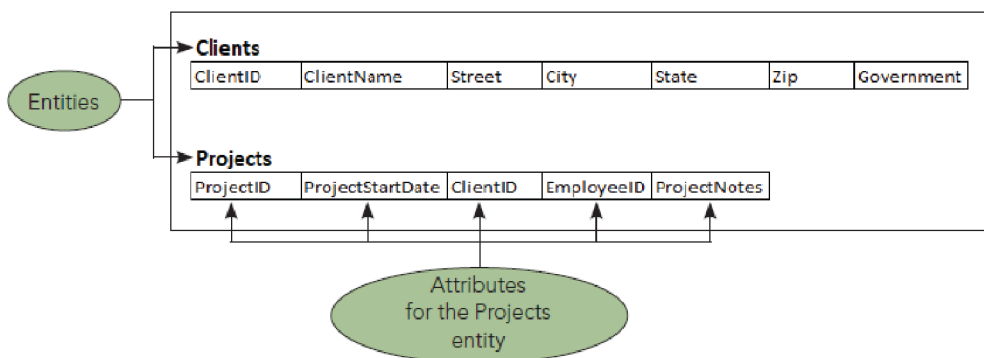 Clients
ClientID ClientName Street City State Zip Government
Entities
Projects
ProjectID ProjectStartDate ClientID EmployeeID ProjectNotes
Attributes
for the Projects
entity